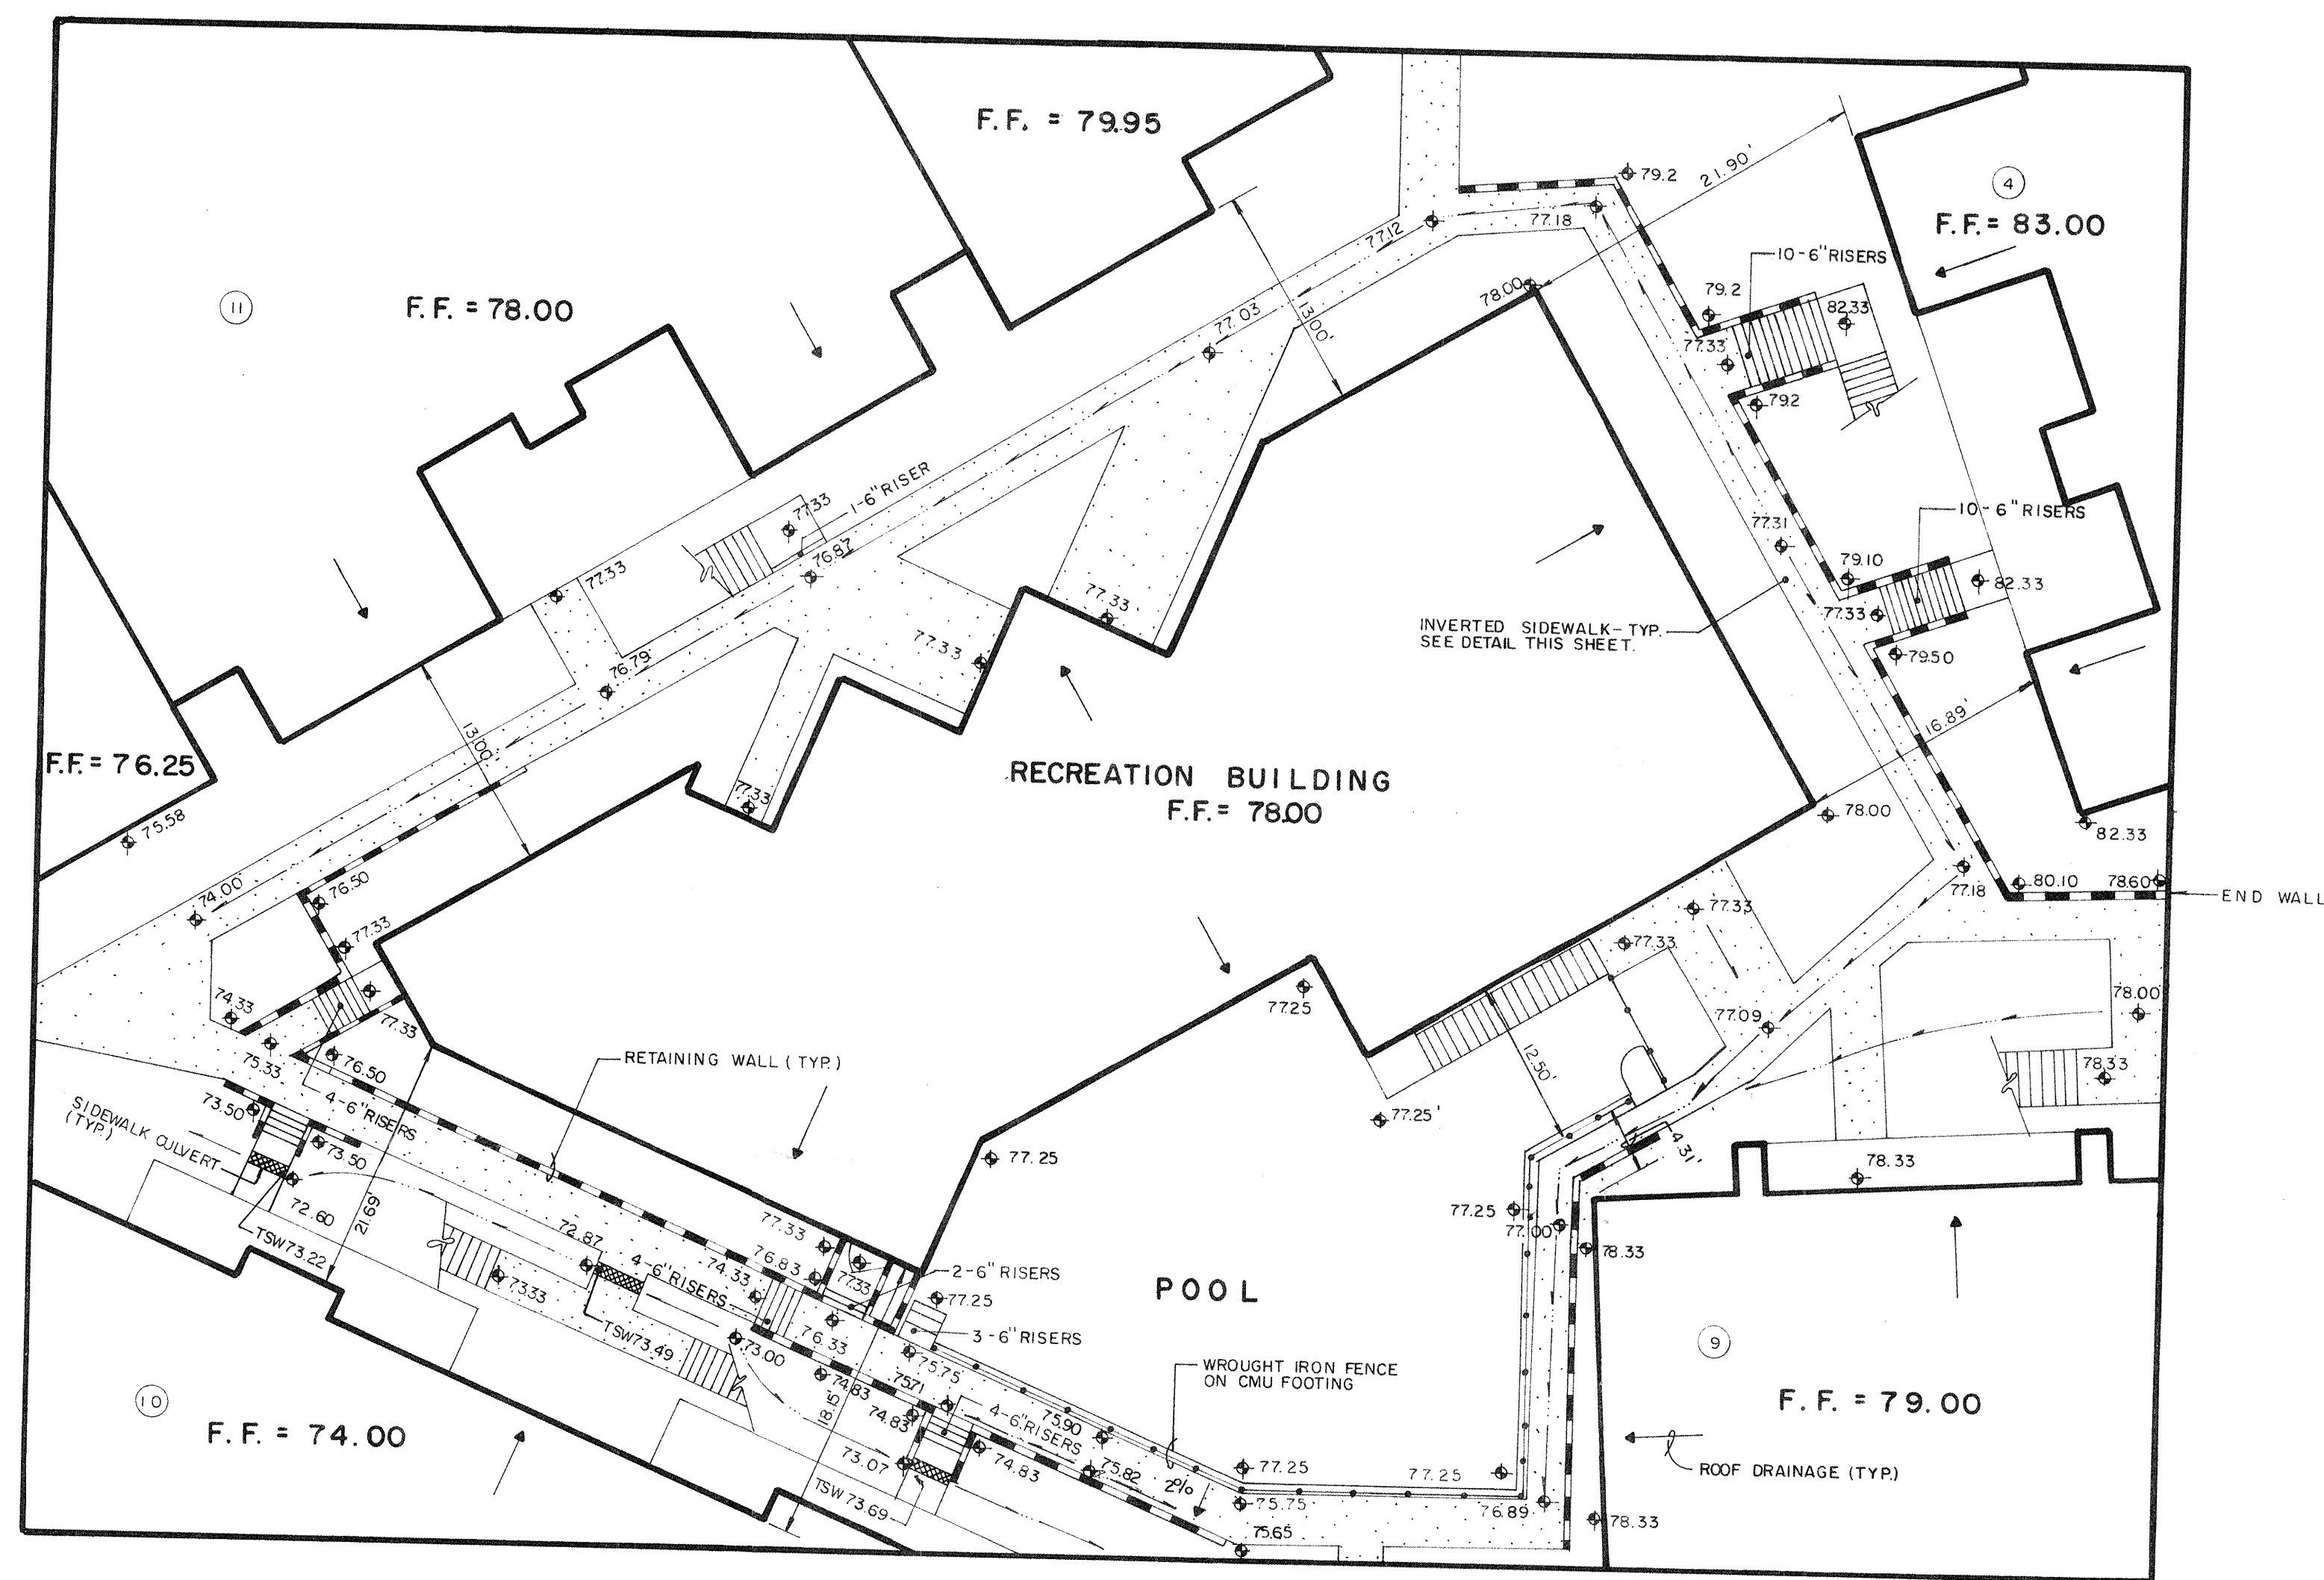 F.F. = 79.95
79.2
21.90'
4
F.F. = 83.00
77.12
77.18
10-6" RISERS
11
F.F. = 78.00
78.00
79.2
82.33
77.03
13.00'
77.33
79.2
1-6" RISER
77.33
77.31
10-6" RISERS
76.87
79.10
82.33
77.33
77.33
77.33
INVERTED SIDEWALK-TYP.
SEE DETAIL THIS SHEET.
77.33
79.50
76.79
13.00'
16.89'
F.F. = 76.25
RECREATION BUILDING
F.F. = 78.00
77.33
75.58
78.00
82.33
74.00
76.50
77.18
80.10
78.60
END WALL
77.33
77.33
77.33
74.33
77.33
77.25
77.09
78.00
75.33
76.50
RETAINING WALL (TYP.)
12.50'
78.33
4-6" RISERS
73.50
77.25'
SIDEWALK CULVERT
(TYP.)
73.50
77.25
4.31'
78.33
72.60
21.69'
TSW 73.22
72.87
77.33
77.25
77.00
78.33
76.83
77.33
74.33
4-6" RISERS
2-6" RISERS
73.33
77.25
POOL
76.33
3-6" RISERS
TSW 73.49
73.00
75.75
WROUGHT IRON FENCE
ON CMU FOOTING
9
74.83
75.71
18.15'
10
F.F. = 74.00
74.83
4-6" RISERS
75.90
F.F. = 79.00
73.07
74.83
75.82
2%
77.25
77.25
ROOF DRAINAGE (TYP.)
TSW 73.69
75.75
76.89
78.33
75.65